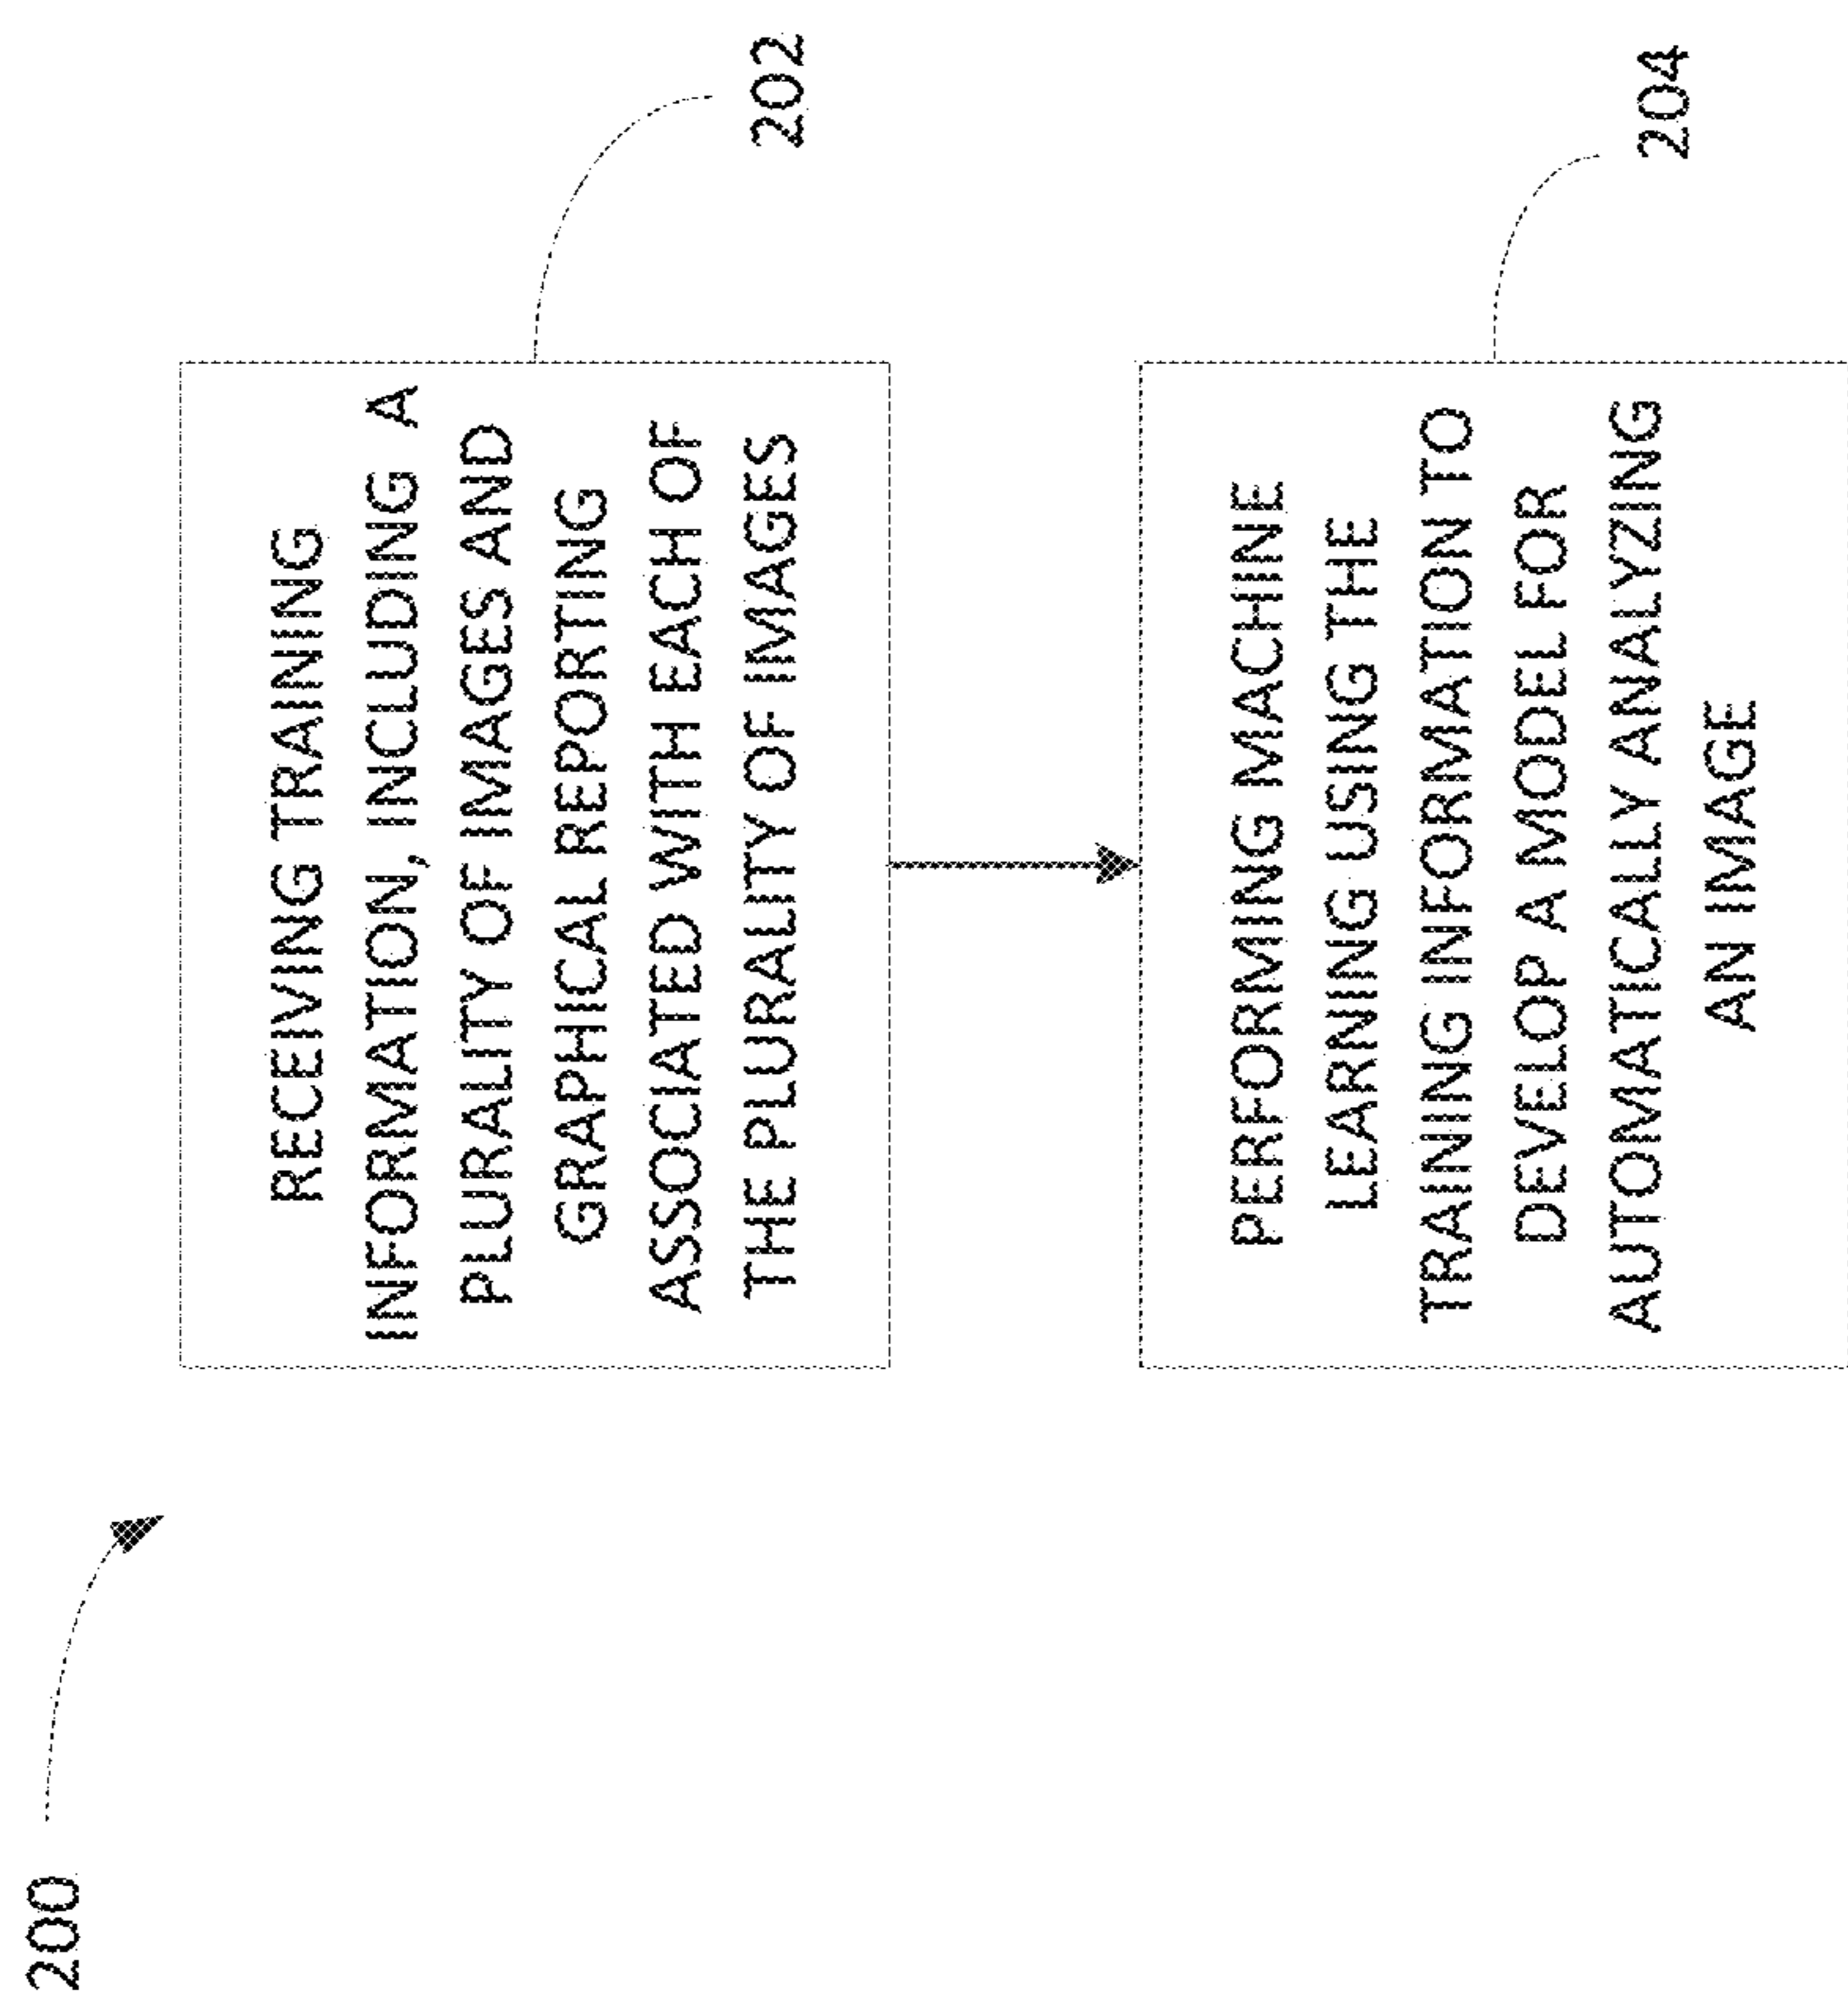 200
RECEIVING TRAINING
INFORMATION, INCLUDING A
PLURALITY OF IMAGES AND
GRAPHICAL REPORTING
ASSOCIATED WITH EACH OF
THE PLURALITY OF IMAGES
202
PERFORMING MACHINE
LEARNING USING THE
TRAINING INFORMATION TO
DEVELOP A MODEL FOR
AUTOMATICALLY ANALYZING
AN IMAGE
204